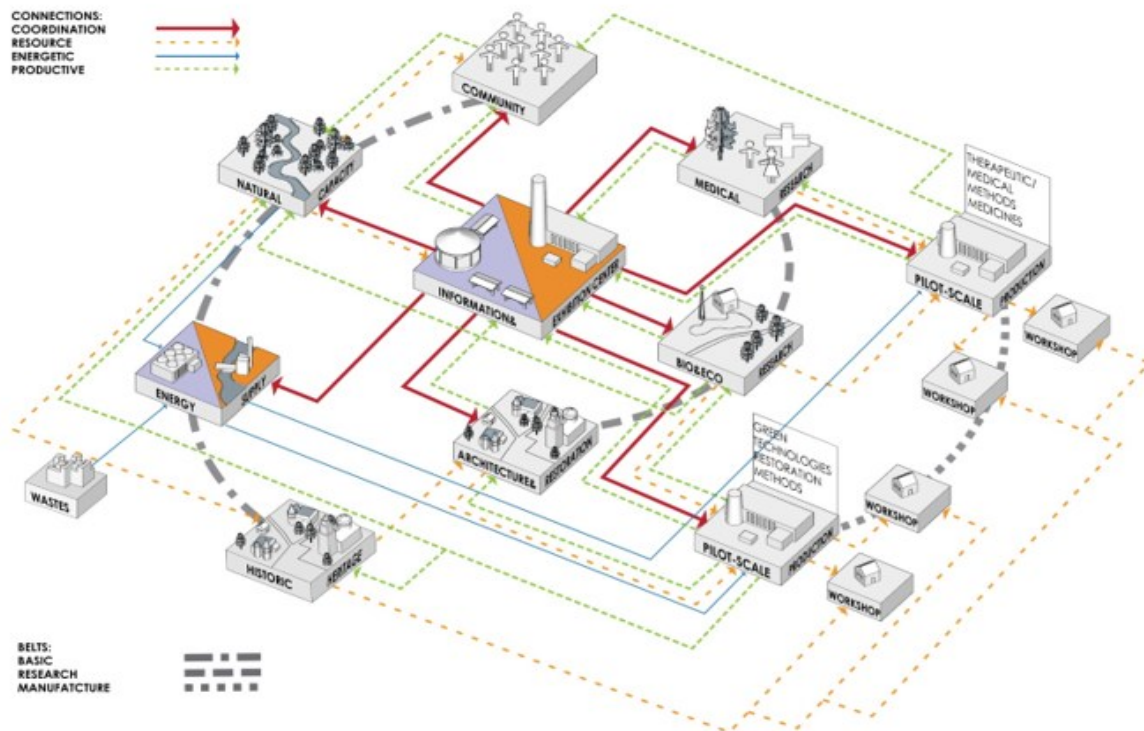 CONNECTIONS:
COORDINATION
RESOURCE
ENERGETIC
PRODUCTIVE
COMMUNITY
NATURAL CAPACITY
MEDICAL RESEARCH
THERAPEUTIC/
MEDICAL
METHODS
MEDICINES
PILOT-SCALE PRODUCTION
INFORMATION& EXHIBITION CENTER
WORKSHOP
BIO&ECO RESEARCH
WORKSHOP
ENERGY SUPPLY
ARCHITECTURE& RESTORATION
GREEN
TECHNOLOGIES
RESTORATION
METHODS
WASTES
WORKSHOP
PILOT-SCALE PRODUCTION
HISTORIC HERITAGE
WORKSHOP
BELTS:
BASIC
RESEARCH
MANUFATCTURE